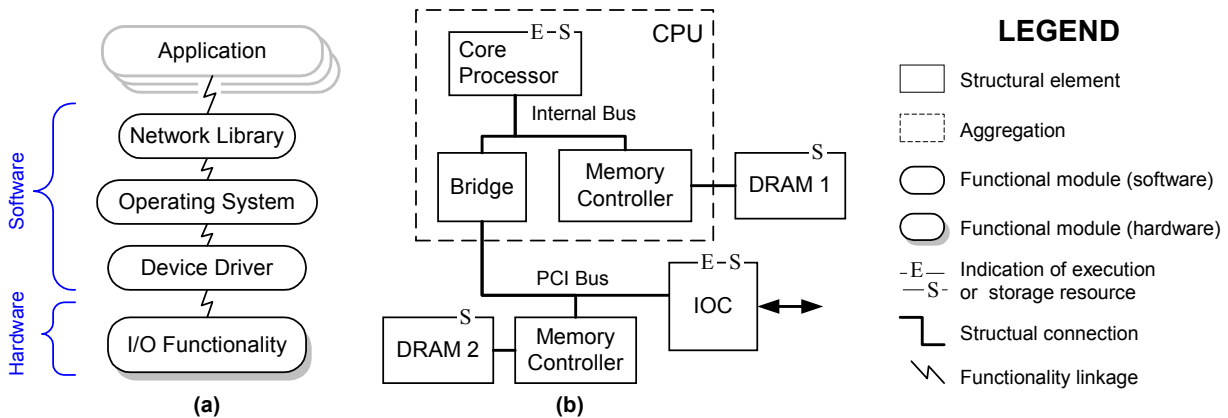 Application
Network Library
Operating System
Device Driver
I/O Functionality
Software
Hardware
(a)
CPU
E S
Core
Processor
Internal Bus
Bridge
Memory
Controller
S
DRAM 1
PCI Bus
E S
IOC
S
DRAM 2
Memory
Controller
(b)
LEGEND
Structural element
Aggregation
Functional module (software)
Functional module (hardware)
E
S
Indication of execution
or storage resource
Structual connection
Functionality linkage